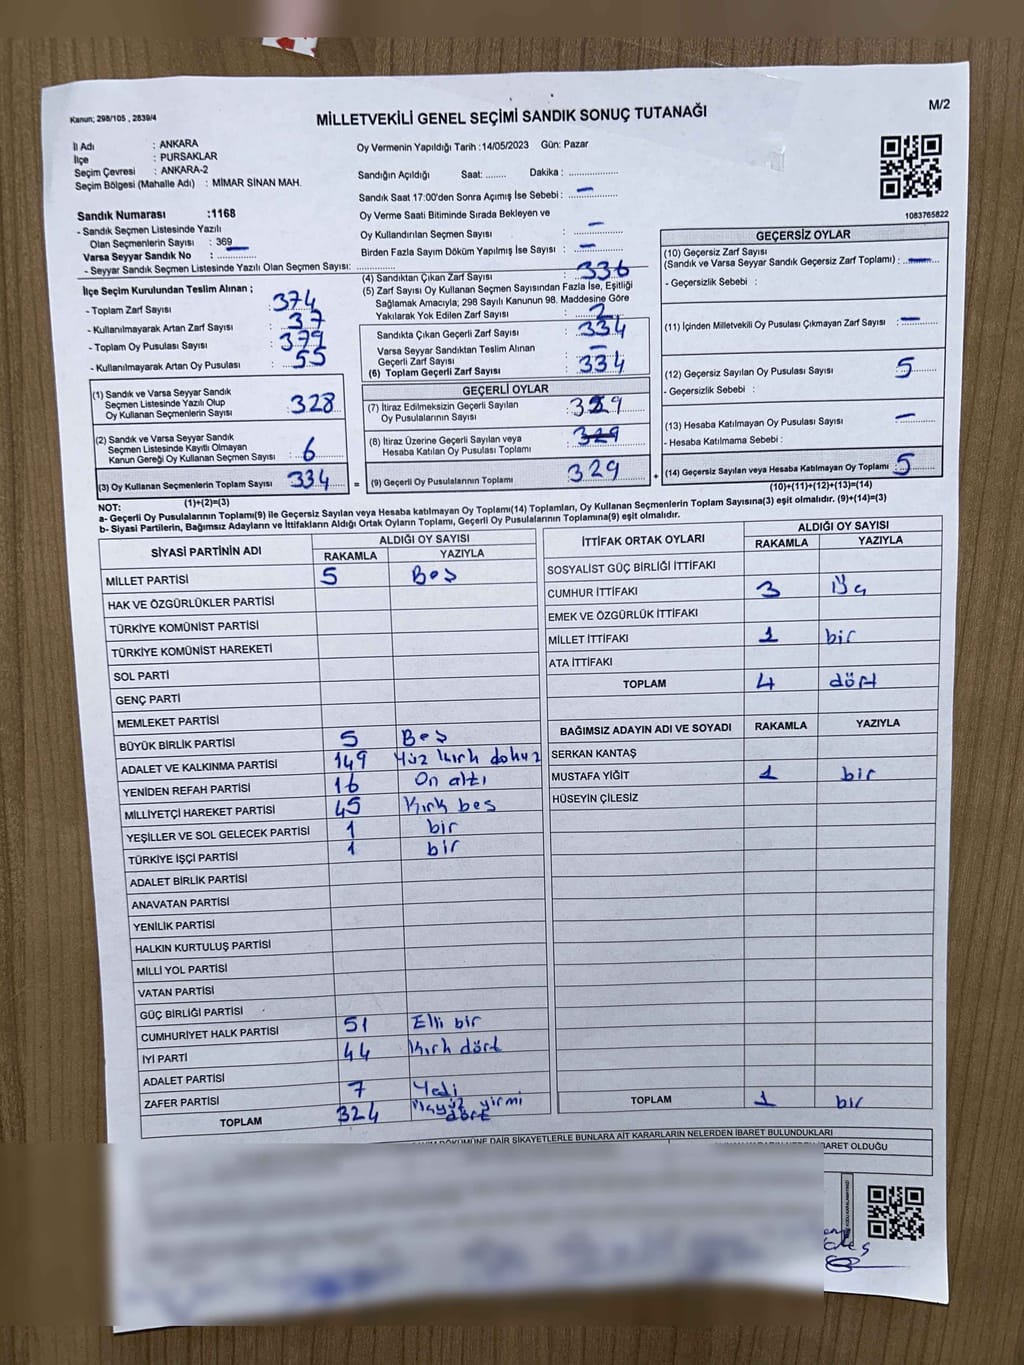 Kanun; 298/105 , 2839/4
MİLLETVEKİLİ GENEL SEÇİMİ SANDIK SONUÇ TUTANAĞI
M/2
İl Adı : ANKARA
İlçe : PURSAKLAR
Seçim Çevresi : ANKARA-2
Seçim Bölgesi (Mahalle Adı) : MİMAR SİNAN MAH.
Sandık Numarası :1168
- Sandık Seçmen Listesinde Yazılı
Olan Seçmenlerin Sayısı : 369
Varsa Seyyar Sandık No : ..............
- Seyyar Sandık Seçmen Listesinde Yazılı Olan Seçmen Sayısı: ..............
Oy Vermenin Yapıldığı Tarih :14/05/2023 Gün: Pazar
Sandığın Açıldığı Saat: ....... Dakika : ..............
Sandık Saat 17:00'den Sonra Açımış İse Sebebi : –
Oy Verme Saati Bitiminde Sırada Bekleyen ve
Oy Kullandırılan Seçmen Sayısı : –
Birden Fazla Sayım Döküm Yapılmış İse Sayısı : –
1083765822
İlçe Seçim Kurulundan Teslim Alınan ;
- Toplam Zarf Sayısı : 374
- Kullanılmayarak Artan Zarf Sayısı : 37
- Toplam Oy Pusulası Sayısı : 379
- Kullanılmayarak Artan Oy Pusulası : 55
(1) Sandık ve Varsa Seyyar Sandık
Seçmen Listesinde Yazılı Olup
Oy Kullanan Seçmenlerin Sayısı : 328
(2) Sandık ve Varsa Seyyar Sandık
Seçmen Listesinde Kayıtlı Olmayan
Kanun Gereği Oy Kullanan Seçmen Sayısı : 6
(3) Oy Kullanan Seçmenlerin Toplam Sayısı : 334
(1)+(2)=(3)
(4) Sandıktan Çıkan Zarf Sayısı : 336
(5) Zarf Sayısı, Oy Kullanan Seçmen Sayısından Fazla İse, Eşitliği
Sağlamak Amacıyla; 298 Sayılı Kanunun 98. Maddesine Göre
Yakılarak Yok Edilen Zarf Sayısı : 2
Sandıkta Çıkan Geçerli Zarf Sayısı : 334
Varsa Seyyar Sandıktan Teslim Alınan
Geçerli Zarf Sayısı : –
(6) Toplam Geçerli Zarf Sayısı : 334
GEÇERLİ OYLAR
(7) İtiraz Edilmeksizin Geçerli Sayılan
Oy Pusulalarının Sayısı : 329
(8) İtiraz Üzerine Geçerli Sayılan veya
Hesaba Katılan Oy Pusulası Toplamı : 329
= (9) Geçerli Oy Pusulalarının Toplamı : 329 +
GEÇERSİZ OYLAR
(10) Geçersiz Zarf Sayısı
(Sandık ve Varsa Seyyar Sandık Geçersiz Zarf Toplamı) : –
- Geçersizlik Sebebi :
(11) İçinden Milletvekili Oy Pusulası Çıkmayan Zarf Sayısı : –
(12) Geçersiz Sayılan Oy Pusulası Sayısı : 5
- Geçersizlik Sebebi :
(13) Hesaba Katılmayan Oy Pusulası Sayısı : –
- Hesaba Katılmama Sebebi :
(14) Geçersiz Sayılan veya Hesaba Katılmayan Oy Toplamı : 5
(10)+(11)+(12)+(13)=(14)
NOT:
a- Geçerli Oy Pusulalarının Toplamı(9) ile Geçersiz Sayılan veya Hesaba katılmayan Oy Toplam(14) Toplamları, Oy Kullanan Seçmenlerin Toplam Sayısına(3) eşit olmalıdır. (9)+(14)=(3)
b- Siyasi Partilerin, Bağımsız Adayların ve İttifakların Aldığı Ortak Oyların Toplamı, Geçerli Oy Pusulalarının Toplamına(9) eşit olmalıdır.
SİYASİ PARTİNİN ADI ALDIĞI OY SAYISI
RAKAMLA YAZIYLA
MİLLET PARTİSİ 5 Beş
HAK VE ÖZGÜRLÜKLER PARTİSİ
TÜRKİYE KOMÜNİST PARTİSİ
TÜRKİYE KOMÜNİST HAREKETİ
SOL PARTİ
GENÇ PARTİ
MEMLEKET PARTİSİ
BÜYÜK BİRLİK PARTİSİ 5 Beş
ADALET VE KALKINMA PARTİSİ 149 Yüz kırk dokuz
YENİDEN REFAH PARTİSİ 16 On altı
MİLLİYETÇİ HAREKET PARTİSİ 45 Kırk beş
YEŞİLLER VE SOL GELECEK PARTİSİ 1 bir
TÜRKİYE İŞÇİ PARTİSİ 1 bir
ADALET BİRLİK PARTİSİ
ANAVATAN PARTİSİ
YENİLİK PARTİSİ
HALKIN KURTULUŞ PARTİSİ
MİLLİ YOL PARTİSİ
VATAN PARTİSİ
GÜÇ BİRLİĞİ PARTİSİ
CUMHURİYET HALK PARTİSİ 51 Elli bir
İYİ PARTİ 44 Kırk dört
ADALET PARTİSİ
ZAFER PARTİSİ 7 Yedi
TOPLAM 324 Üçyüz yirmi dört
İTTİFAK ORTAK OYLARI ALDIĞI OY SAYISI
RAKAMLA YAZIYLA
SOSYALİST GÜÇ BİRLİĞİ İTTİFAKI
CUMHUR İTTİFAKI 3 Üç
EMEK VE ÖZGÜRLÜK İTTİFAKI
MİLLET İTTİFAKI 1 bir
ATA İTTİFAKI
TOPLAM 4 dört
BAĞIMSIZ ADAYIN ADI VE SOYADI RAKAMLA YAZIYLA
SERKAN KANTAŞ
MUSTAFA YİĞİT 1 bir
HÜSEYİN ÇİLESİZ
TOPLAM 1 bir
DÖKÜMÜNE DAİR ŞİKAYETLERLE BUNLARA AİT KARARLARIN NELERDEN İBARET BULUNDUKLARI
İBARET OLDUĞU